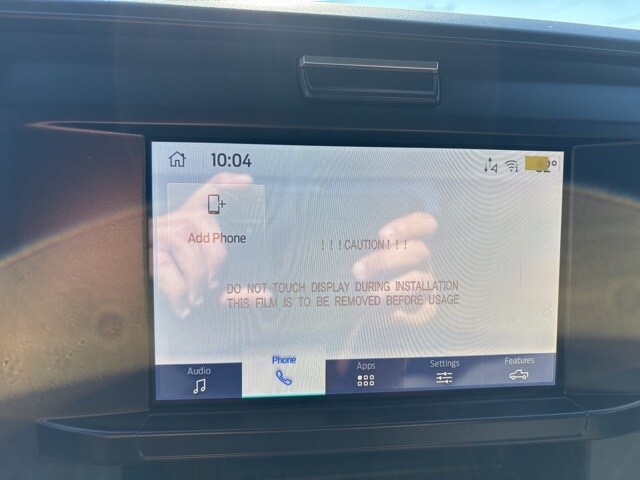 10:04
Add Phone
!!!CAUTION!!!
DO NOT TOUCH DISPLAY DURING INSTALLATION
THIS FILM IS TO BE REMOVED BEFORE USAGE
Audio
Phone
Apps
Settings
Features